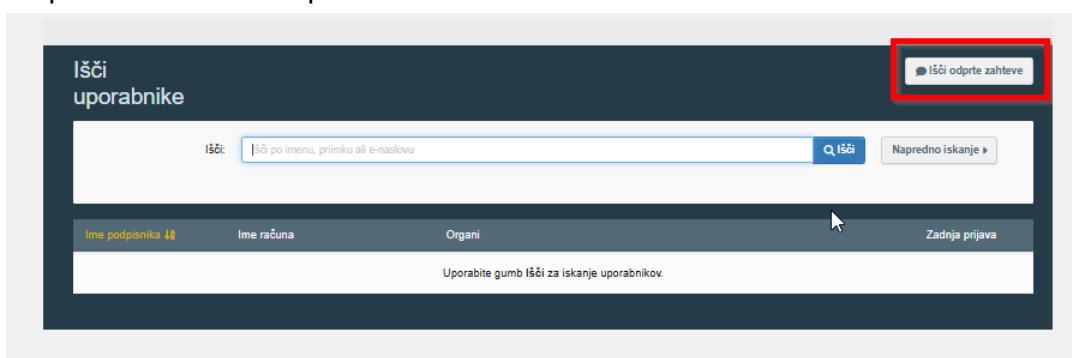 Išči
uporabnike
Išči odprte zahteve
Išči:
Išči po imenu, priimku ali e-naslovu
Išči
Napredno iskanje
Ime podpisnika
Ime računa
Organi
Zadnja prijava
Uporabite gumb Išči za iskanje uporabnikov.